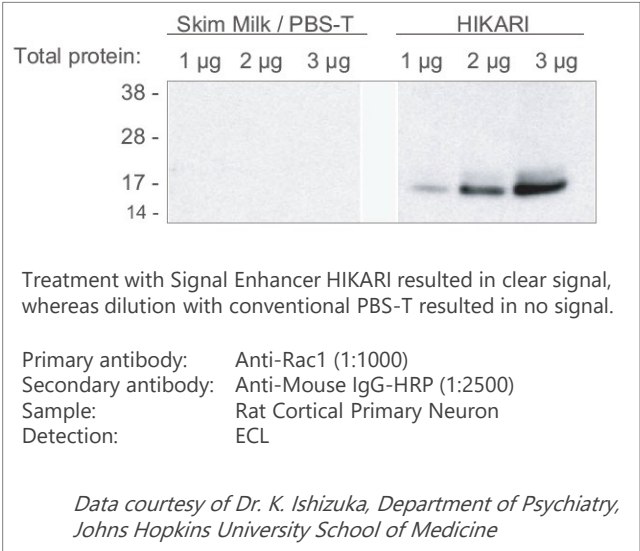 Skim Milk / PBS-T HIKARI
Total protein: 1 µg 2 µg 3 µg 1 µg 2 µg 3 µg
38 -
28 -
17 -
14 -
Treatment with Signal Enhancer HIKARI resulted in clear signal,
whereas dilution with conventional PBS-T resulted in no signal.
Primary antibody: Anti-Rac1 (1:1000)
Secondary antibody: Anti-Mouse IgG-HRP (1:2500)
Sample: Rat Cortical Primary Neuron
Detection: ECL
Data courtesy of Dr. K. Ishizuka, Department of Psychiatry,
Johns Hopkins University School of Medicine